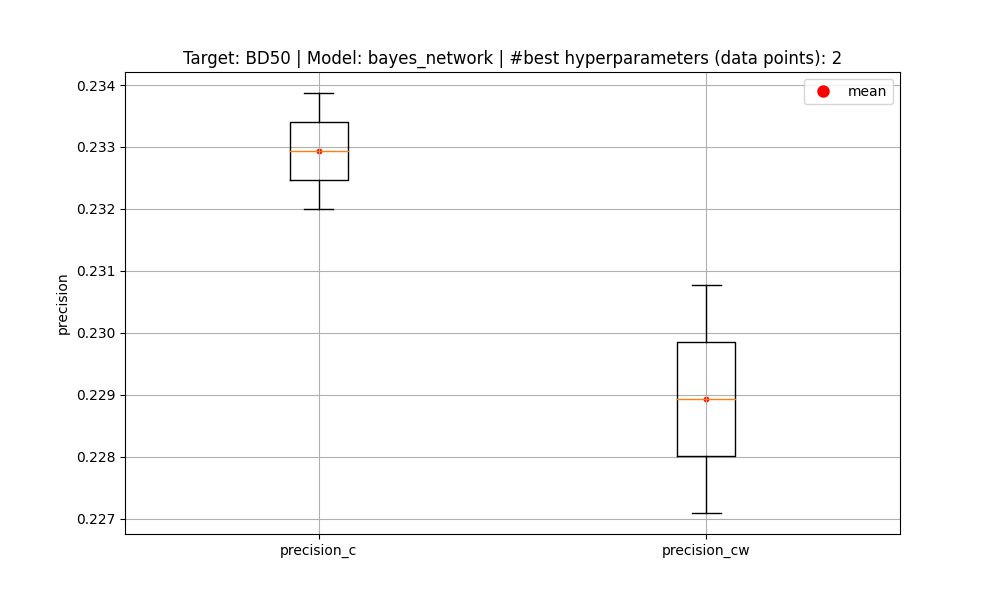 Target: BD50 | Model: bayes_network | #best hyperparameters (data points): 2
mean
precision
0.234
0.233
0.232
0.231
0.230
0.229
0.228
0.227
precision_c
precision_cw